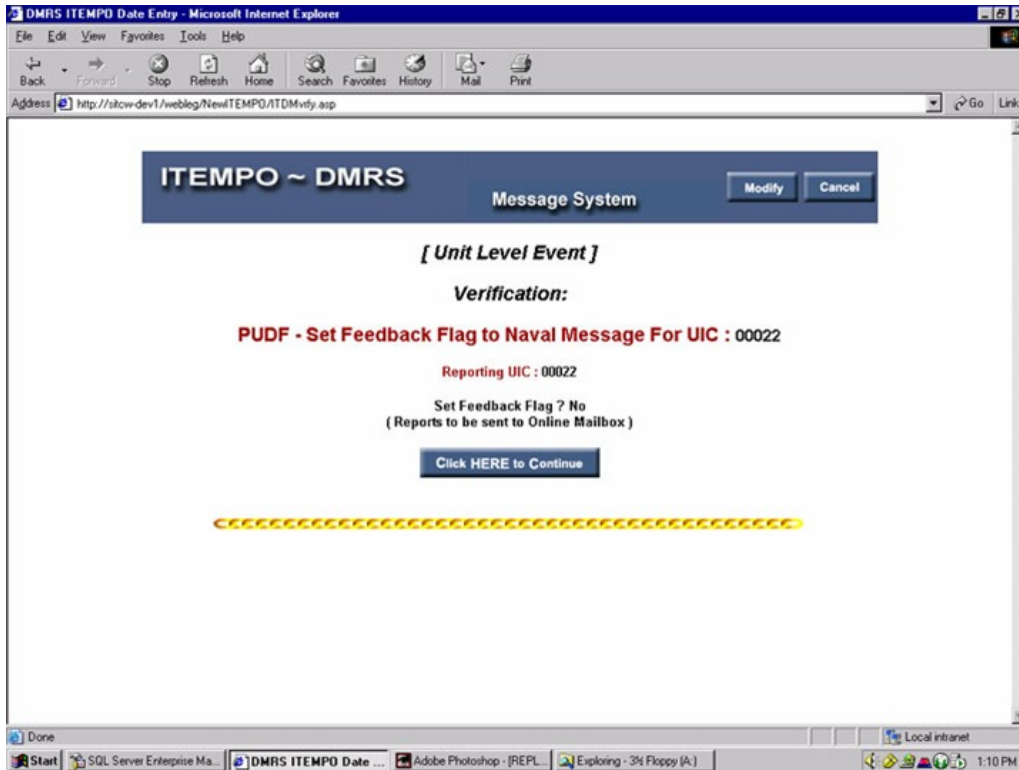 DMRS ITEMPO Date Entry - Microsoft Internet Explorer
File Edit View Favorites Tools Help
Back Forward Stop Refresh Home Search Favorites History Mail Print
Address http://sitcw-dev1/webleg/NewITEMPO/ITDMvrfy.asp Go Link
ITEMPO ~ DMRS
Message System
Modify Cancel
[ Unit Level Event ]
Verification:
PUDF - Set Feedback Flag to Naval Message For UIC : 00022
Reporting UIC : 00022
Set Feedback Flag ? No
( Reports to be sent to Online Mailbox )
Click HERE to Continue
Done Local intranet
Start SQL Server Enterprise Ma... DMRS ITEMPO Date ... Adobe Photoshop - [REPL... Exploring - 3½ Floppy (A:) 1:10 PM